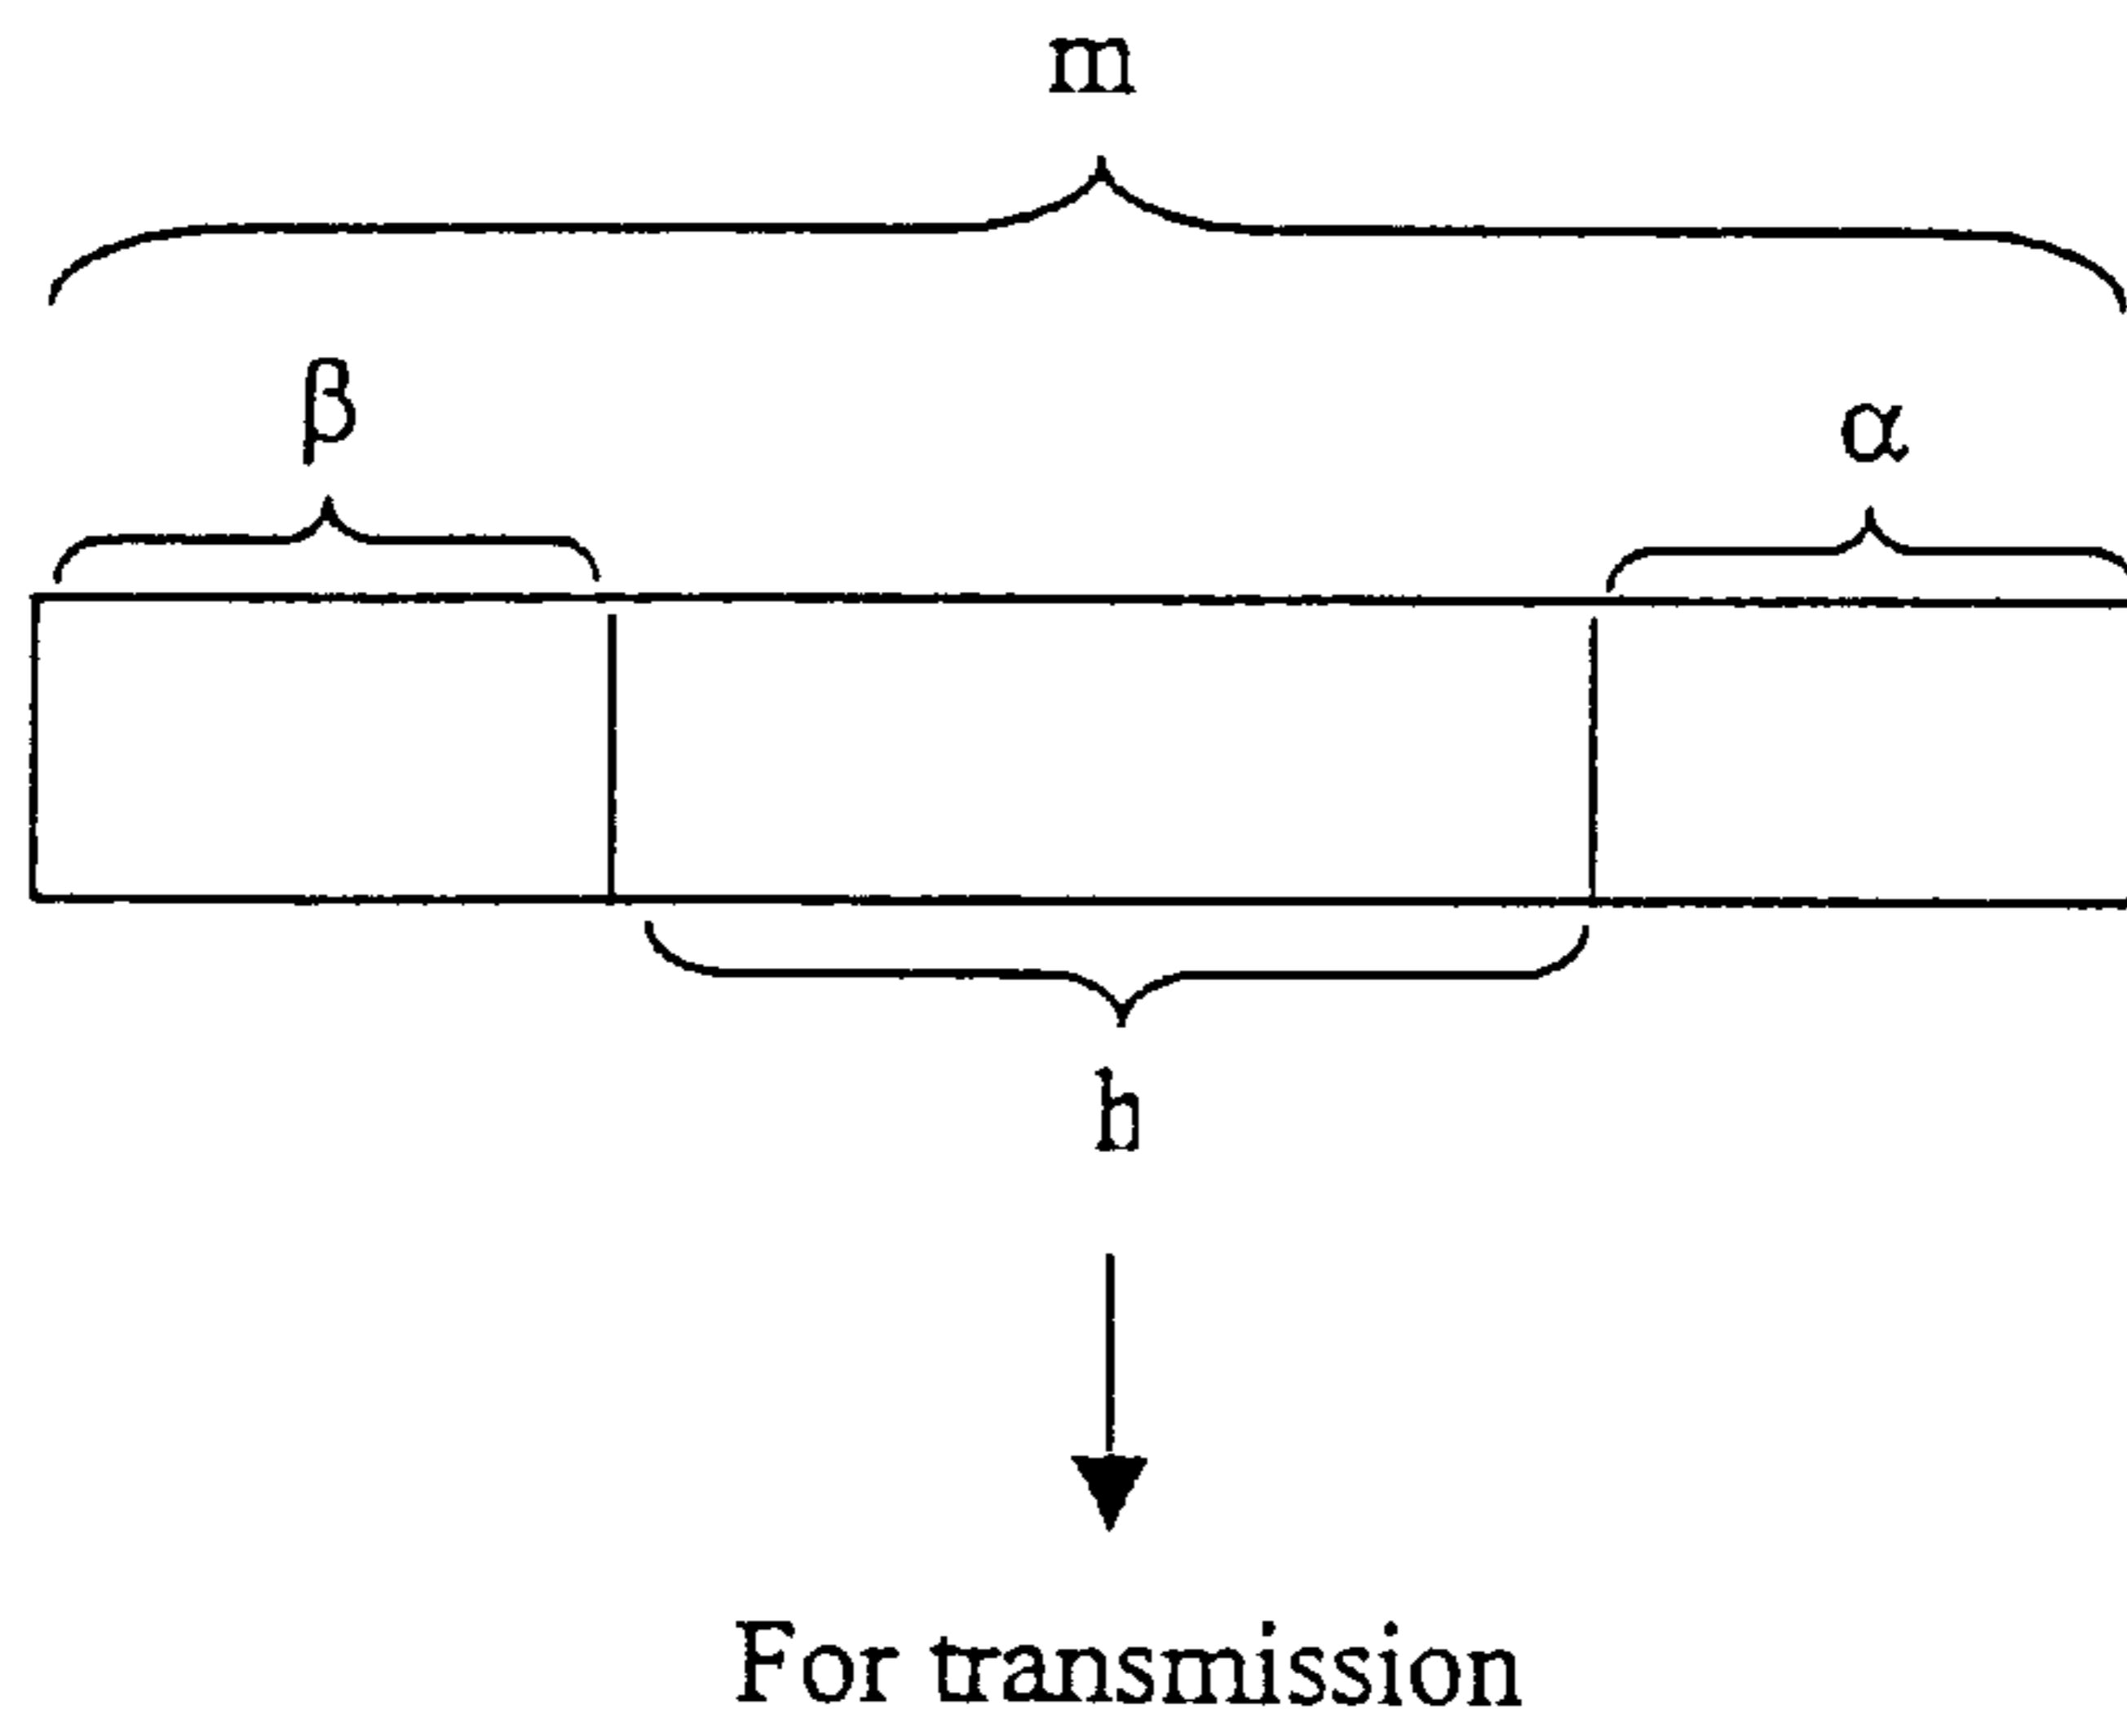 m
β
α
h
For transmission